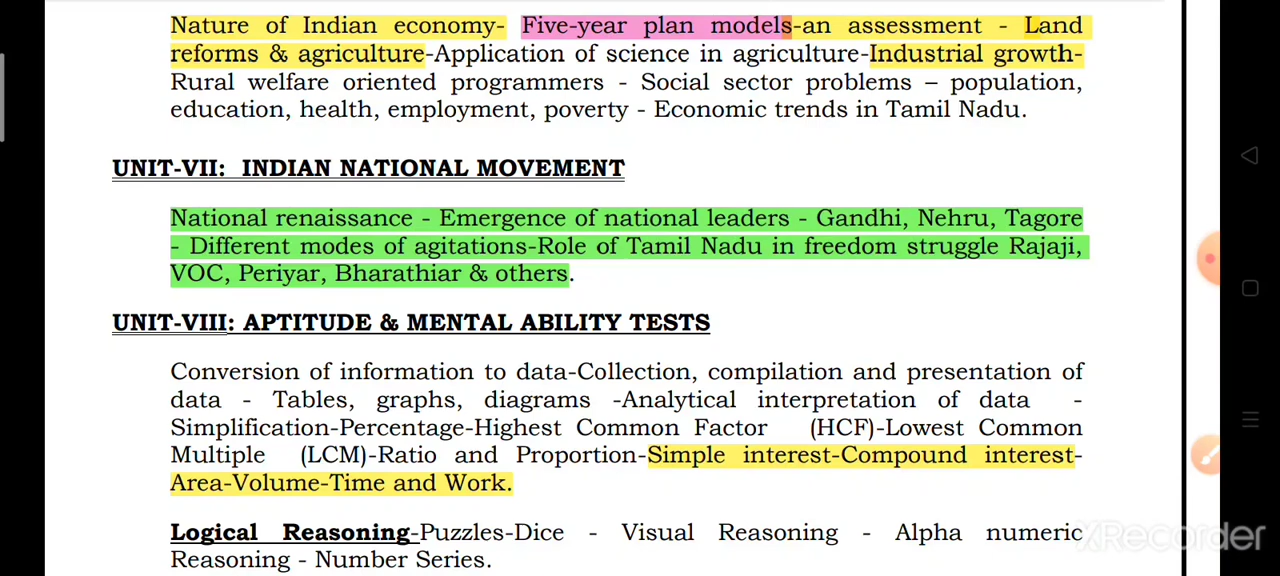 Nature of Indian economy- Five-year plan models-an assessment - Land
reforms & agriculture-Application of science in agriculture-Industrial growth-
Rural welfare oriented programmers - Social sector problems – population,
education, health, employment, poverty - Economic trends in Tamil Nadu.
UNIT-VII: INDIAN NATIONAL MOVEMENT
National renaissance - Emergence of national leaders - Gandhi, Nehru, Tagore
- Different modes of agitations-Role of Tamil Nadu in freedom struggle Rajaji,
VOC, Periyar, Bharathiar & others.
UNIT-VIII: APTITUDE & MENTAL ABILITY TESTS
Conversion of information to data-Collection, compilation and presentation of
data - Tables, graphs, diagrams -Analytical interpretation of data -
Simplification-Percentage-Highest Common Factor (HCF)-Lowest Common
Multiple (LCM)-Ratio and Proportion-Simple interest-Compound interest-
Area-Volume-Time and Work.
Logical Reasoning-Puzzles-Dice - Visual Reasoning - Alpha numeric
Reasoning - Number Series.
XRecorder